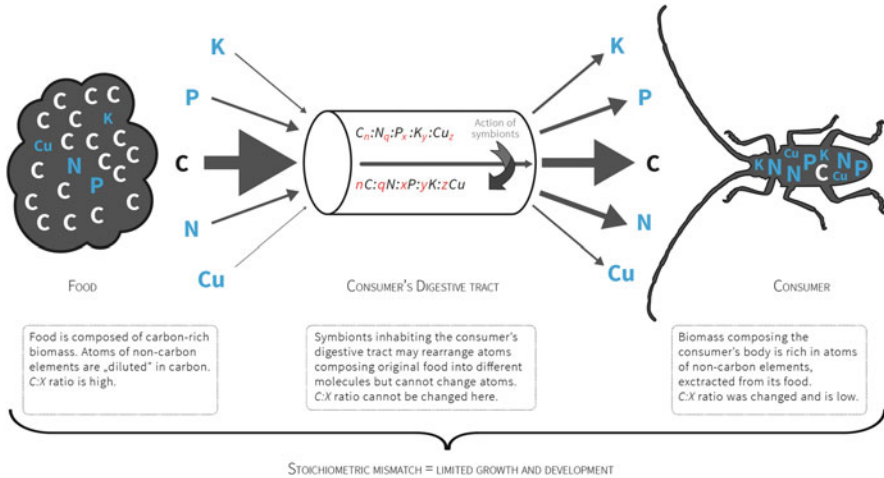 C C C
C C K C
Cu C C C
C N C
C P C
C C C C
C C
K
P
C
N
Cu
Cn:Nq:Px:Ky:Cuz
Action of
symbionts
nC:qN:xP:yK:zCu
K
P
C
N
Cu
K N Cu N P K C N Cu P
Food
Consumer's Digestive tract
Consumer
Food is composed of carbon-rich
biomass. Atoms of non-carbon
elements are „diluted" in carbon.
C:X ratio is high.
Symbionts inhabiting the consumer's
digestive tract may rearrange atoms
composing original food into different
molecules but cannot change atoms.
C:X ratio cannot be changed here.
Biomass composing the
consumer's body is rich in atoms
of non-carbon elements,
exctracted from its food.
C:X ratio was changed and is low.
Stoichiometric mismatch = limited growth and development